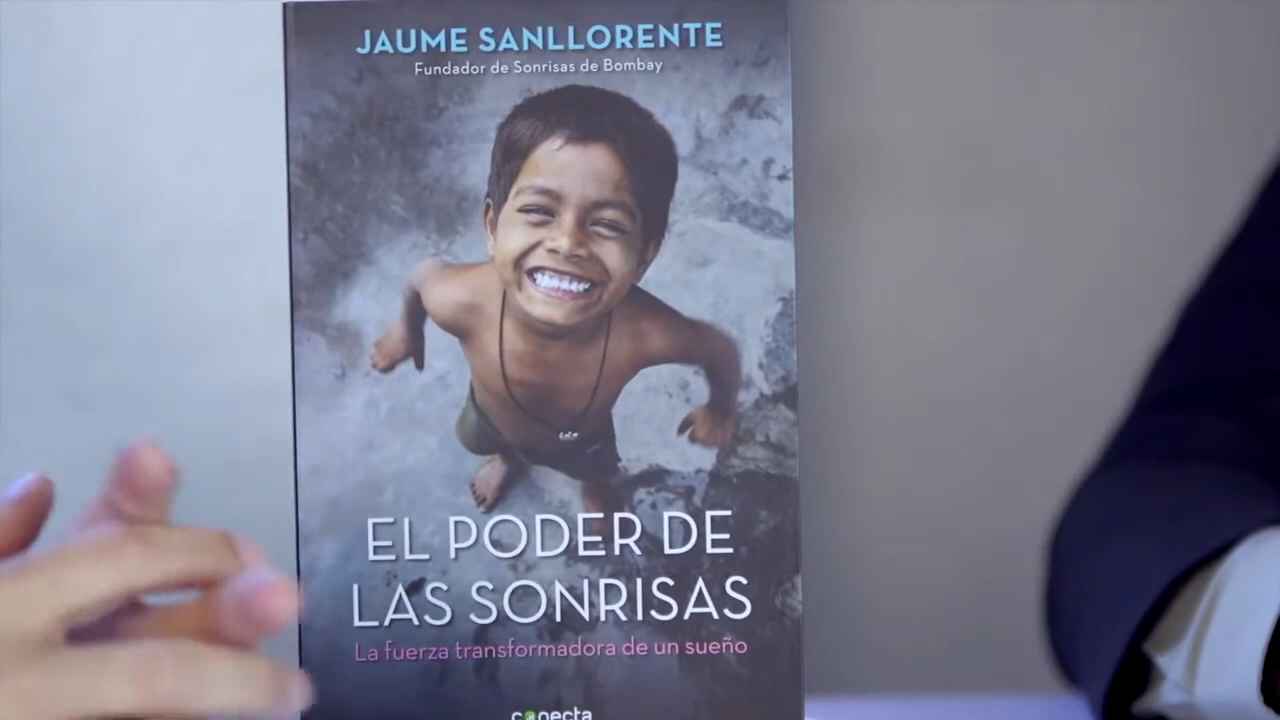 JAUME SANLLORENTE
Fundador de Sonrisas de Bombay
EL PODER DE
LAS SONRISAS
La fuerza transformadora de un sueño
conecta